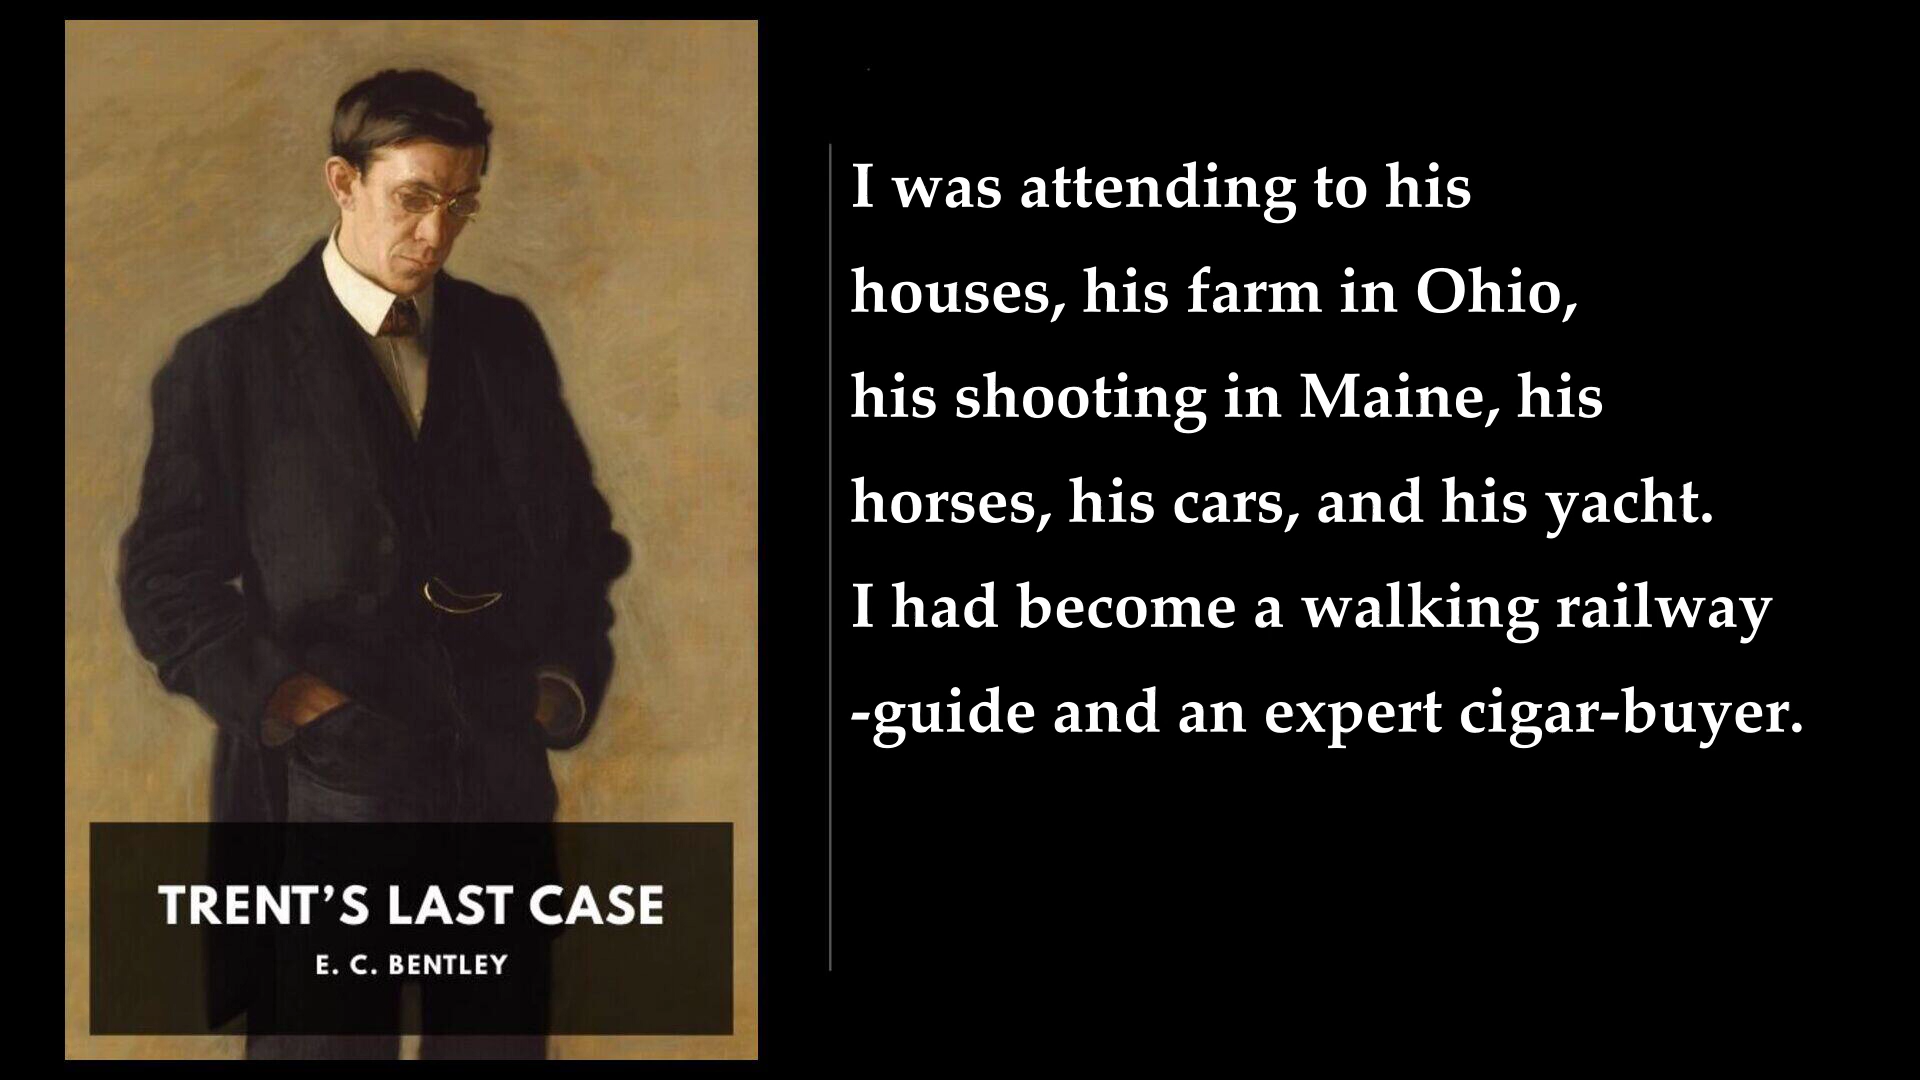 I was attending to his
houses, his farm in Ohio,
his shooting in Maine, his
horses, his cars, and his yacht.
I had become a walking railway
-guide and an expert cigar-buyer.
TRENT’S LAST CASE
E. C. BENTLEY